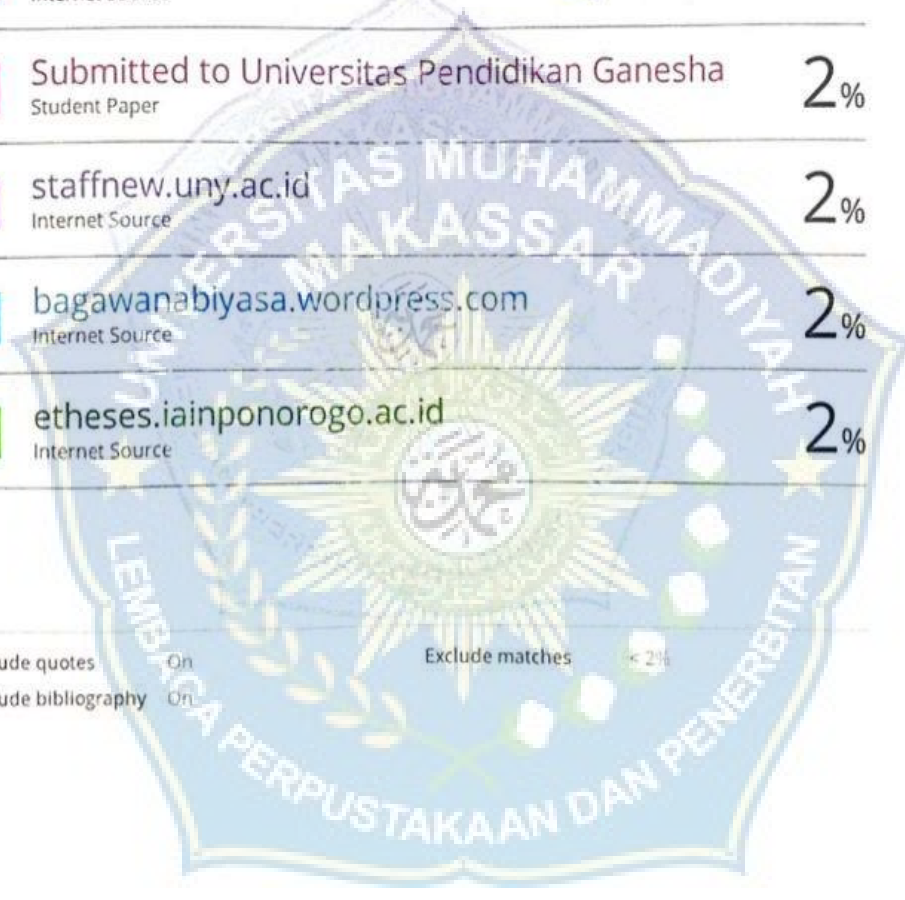 Submitted to Universitas Pendidikan Ganesha
Student Paper
2%
staffnew.uny.ac.id
Internet Source
2%
bagawanabiyasa.wordpress.com
Internet Source
2%
etheses.iainponorogo.ac.id
Internet Source
2%
ude quotes On
Exclude matches < 2%
ude bibliography On
UNIVERSITAS MUHAMMADIYAH
MAKASSAR
LEMBAGA PERPUSTAKAAN DAN PENERBITAN